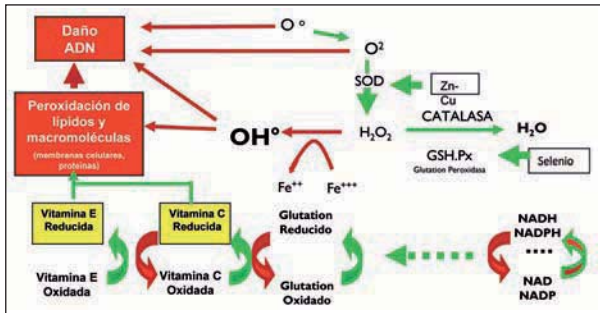 Daño
ADN
O °
O²
SOD
Zn-
Cu
Peroxidación de
lípidos y
macromoléculas
(membranas celulares,
proteinas)
OHº
H₂O₂
CATALASA
H₂O
GSH.Px
Glutation Peroxidasa
Selenio
Fe⁺⁺
Fe⁺⁺⁺
Vitamina E
Reducida
Vitamina C
Reducida
Glutation
Reducido
NADH
NADPH
Vitamina E
Oxidada
Vitamina C
Oxidada
Glutation
Oxidado
NAD
NADP